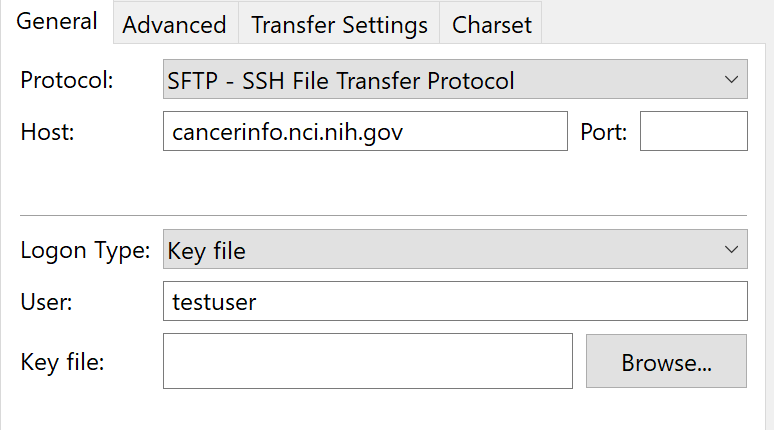 General Advanced Transfer Settings Charset
Protocol: SFTP - SSH File Transfer Protocol
Host: cancerinfo.nci.nih.gov Port:
Logon Type: Key file
User: testuser
Key file: Browse...